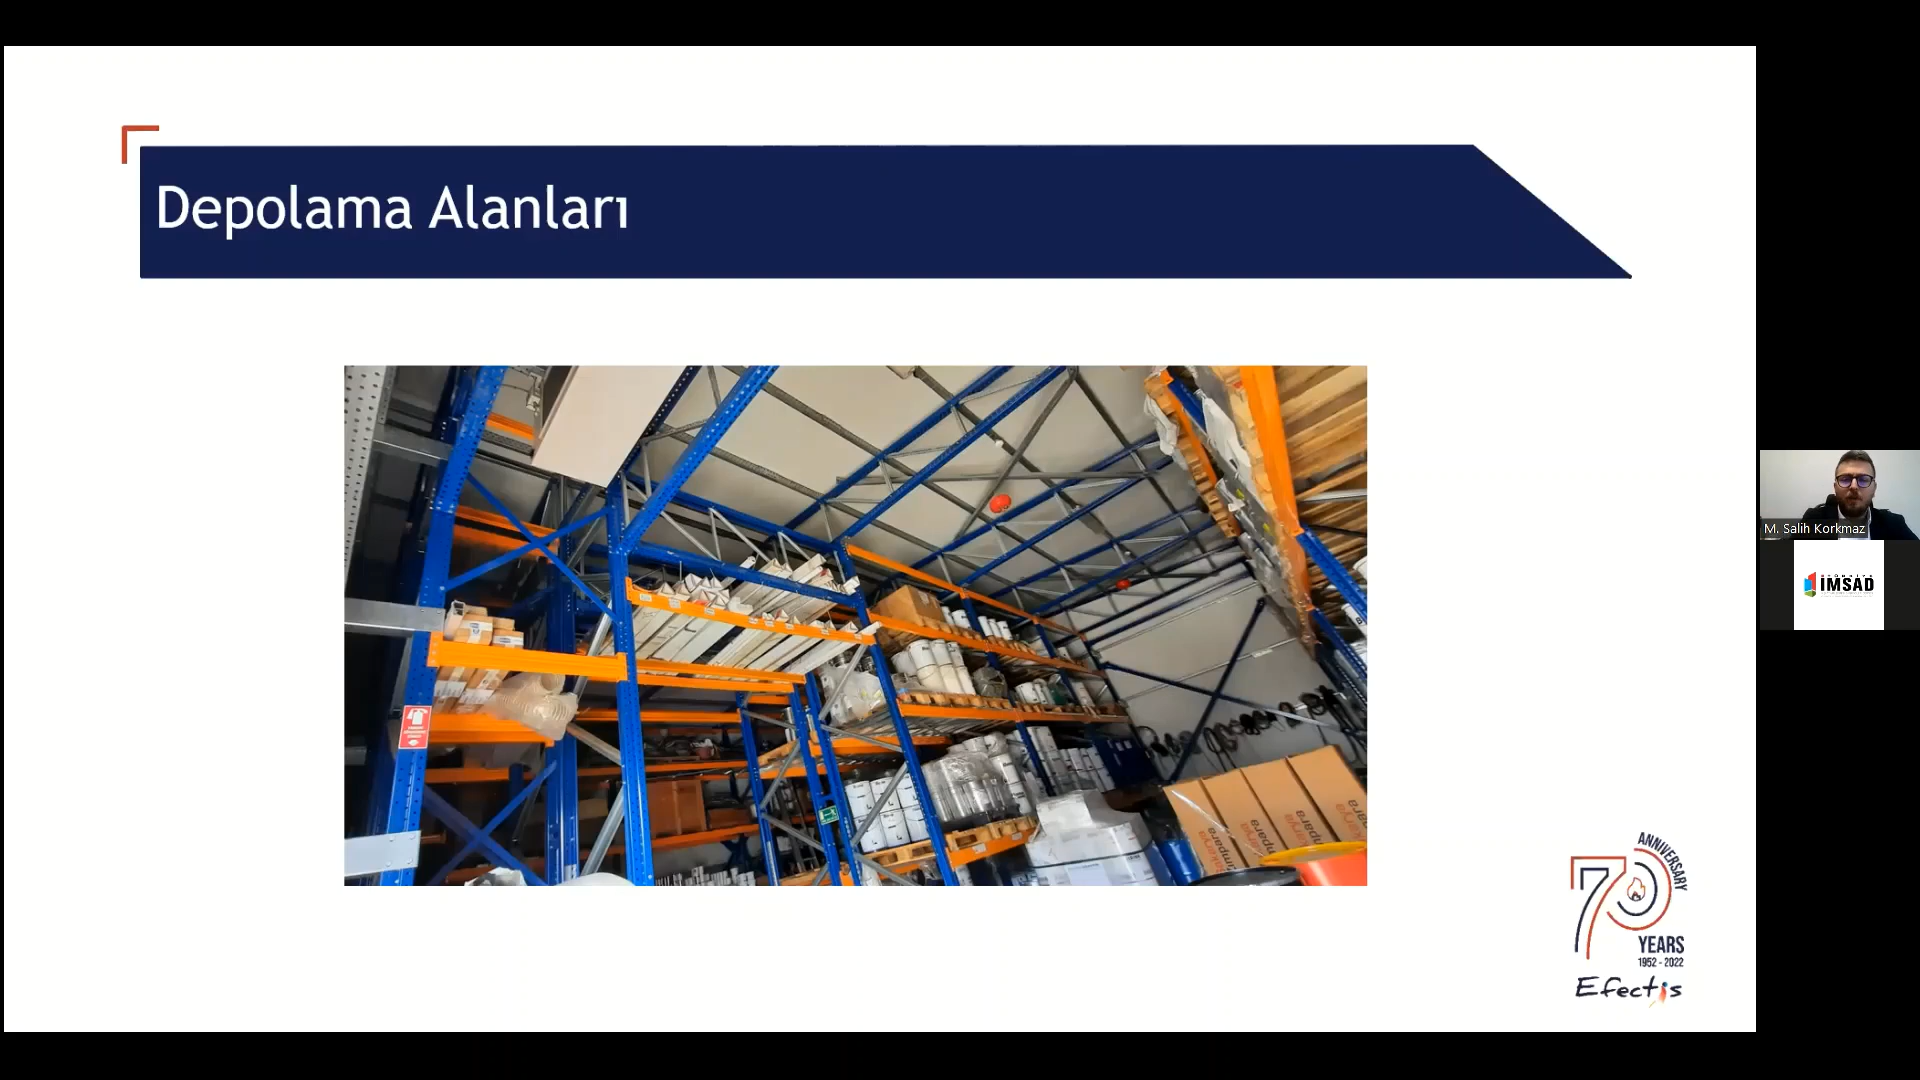 Depolama Alanları
M. Salih Korkmaz
İMSAD
70
ANNIVERSARY
YEARS
1952 - 2022
Efectis